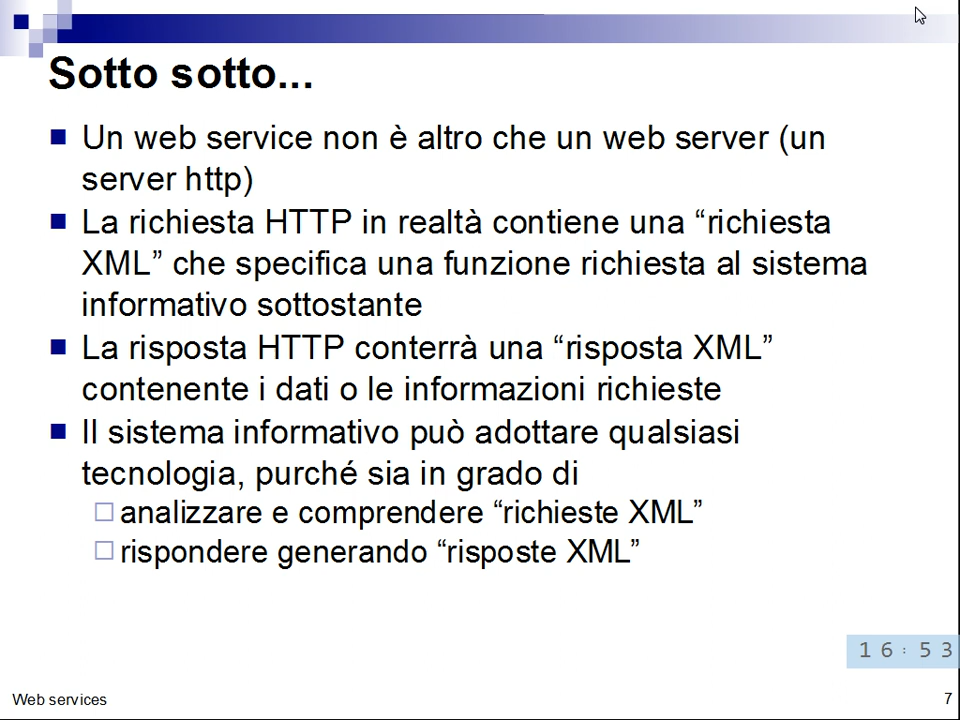 Sotto sotto...
Un web service non è altro che un web server (un
server http)
La richiesta HTTP in realtà contiene una “richiesta
XML” che specifica una funzione richiesta al sistema
informativo sottostante
La risposta HTTP conterrà una “risposta XML”
contenente i dati o le informazioni richieste
Il sistema informativo può adottare qualsiasi
tecnologia, purché sia in grado di
analizzare e comprendere “richieste XML”
rispondere generando “risposte XML”
16:53
Web services
7